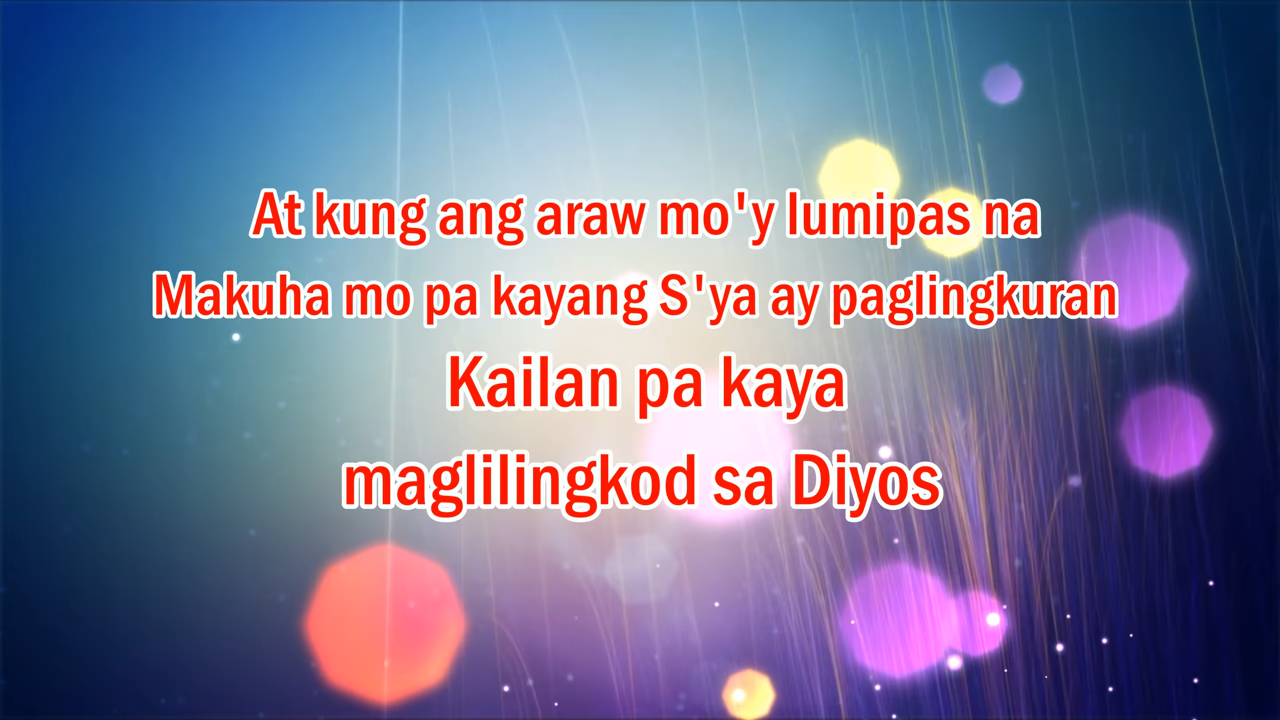 At kung ang araw mo'y lumipas na
Makuha mo pa kayang S'ya ay paglingkuran
Kailan pa kaya
maglilingkod sa Diyos